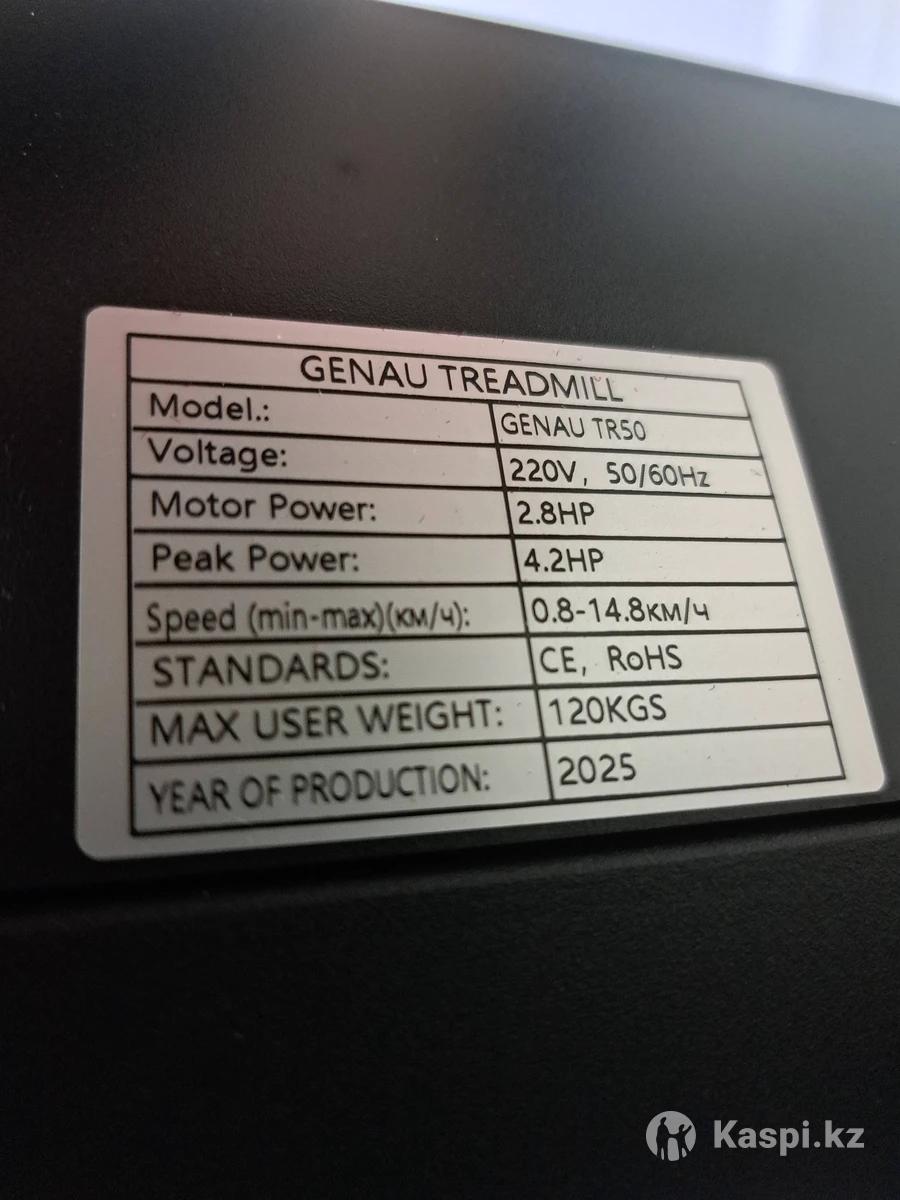 GENAU TREADMILL
Model.: GENAU TR50
Voltage: 220V, 50/60Hz
Motor Power: 2.8HP
Peak Power: 4.2HP
Speed (min-max)(км/ч): 0.8-14.8км/ч
STANDARDS: CE, RoHS
MAX USER WEIGHT: 120KGS
YEAR OF PRODUCTION: 2025
Kaspi.kz